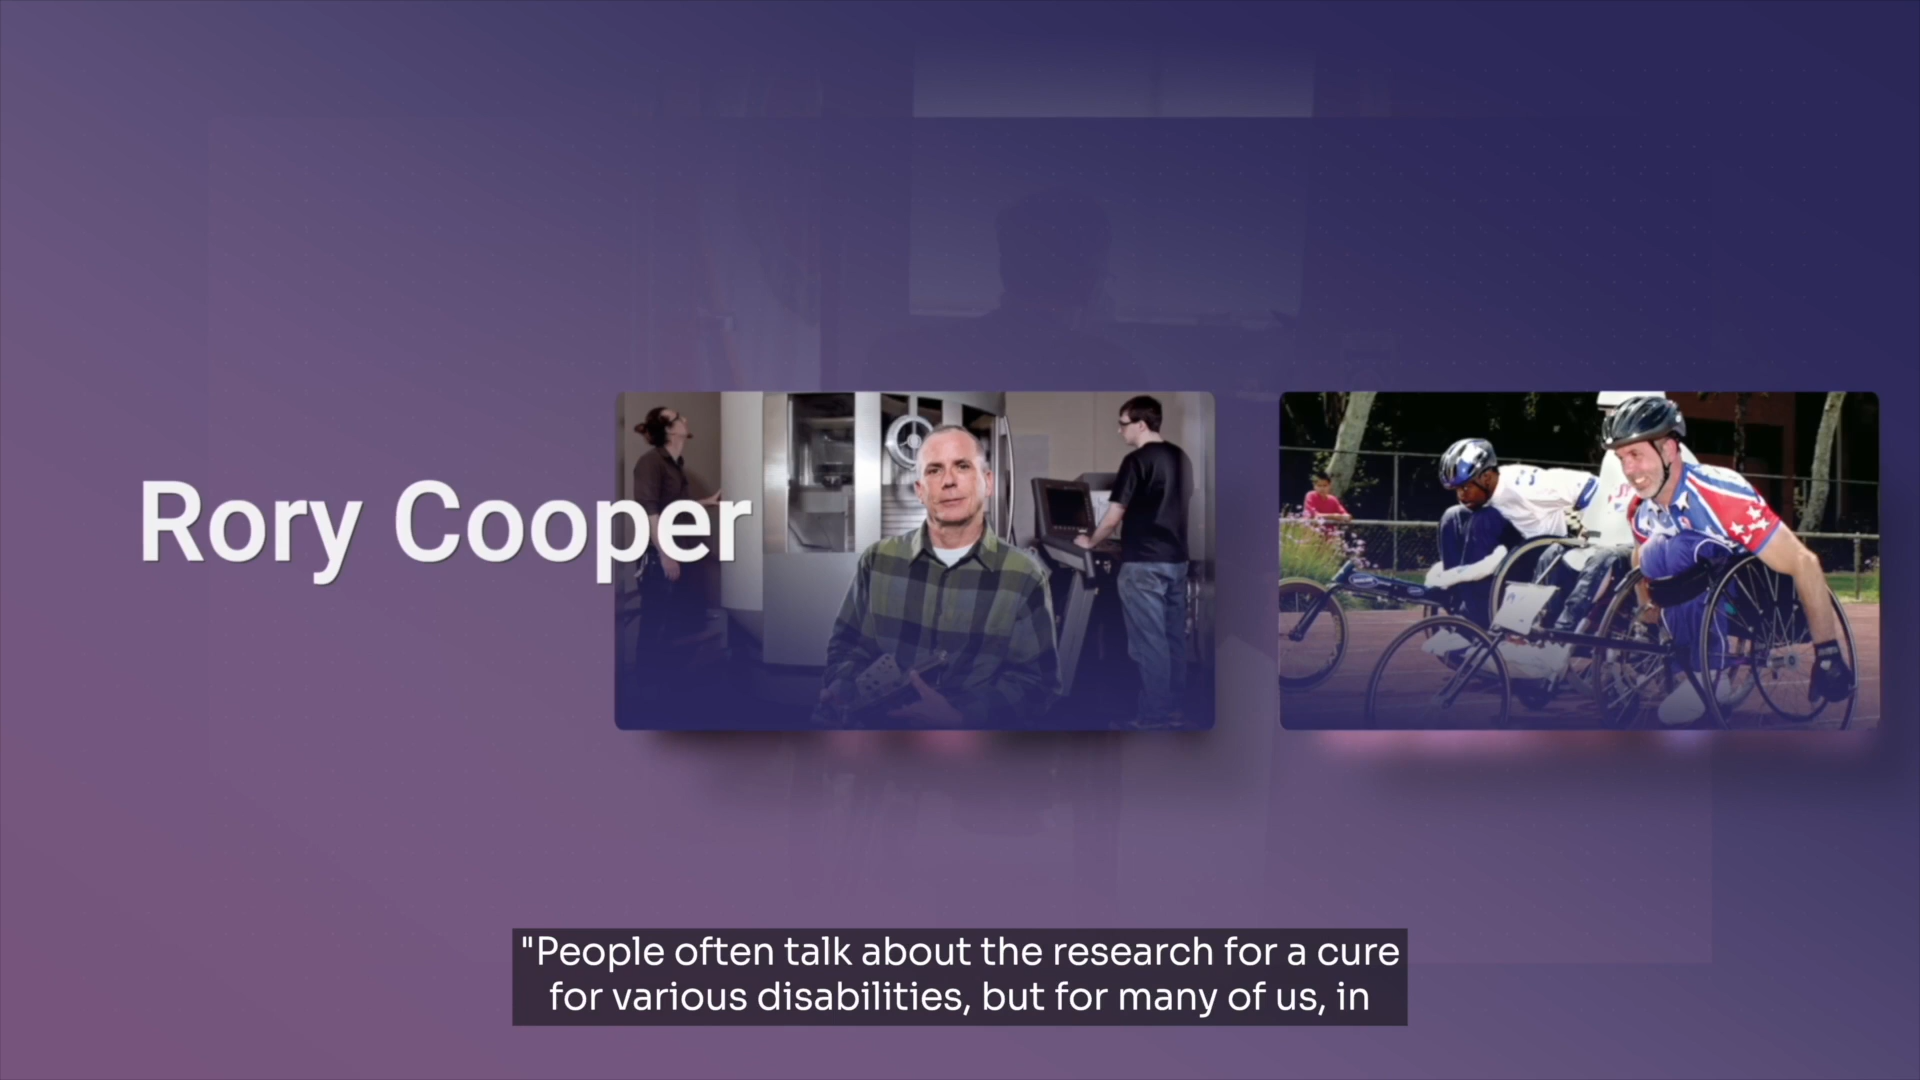 Rory Cooper
"People often talk about the research for a cure
for various disabilities, but for many of us, in